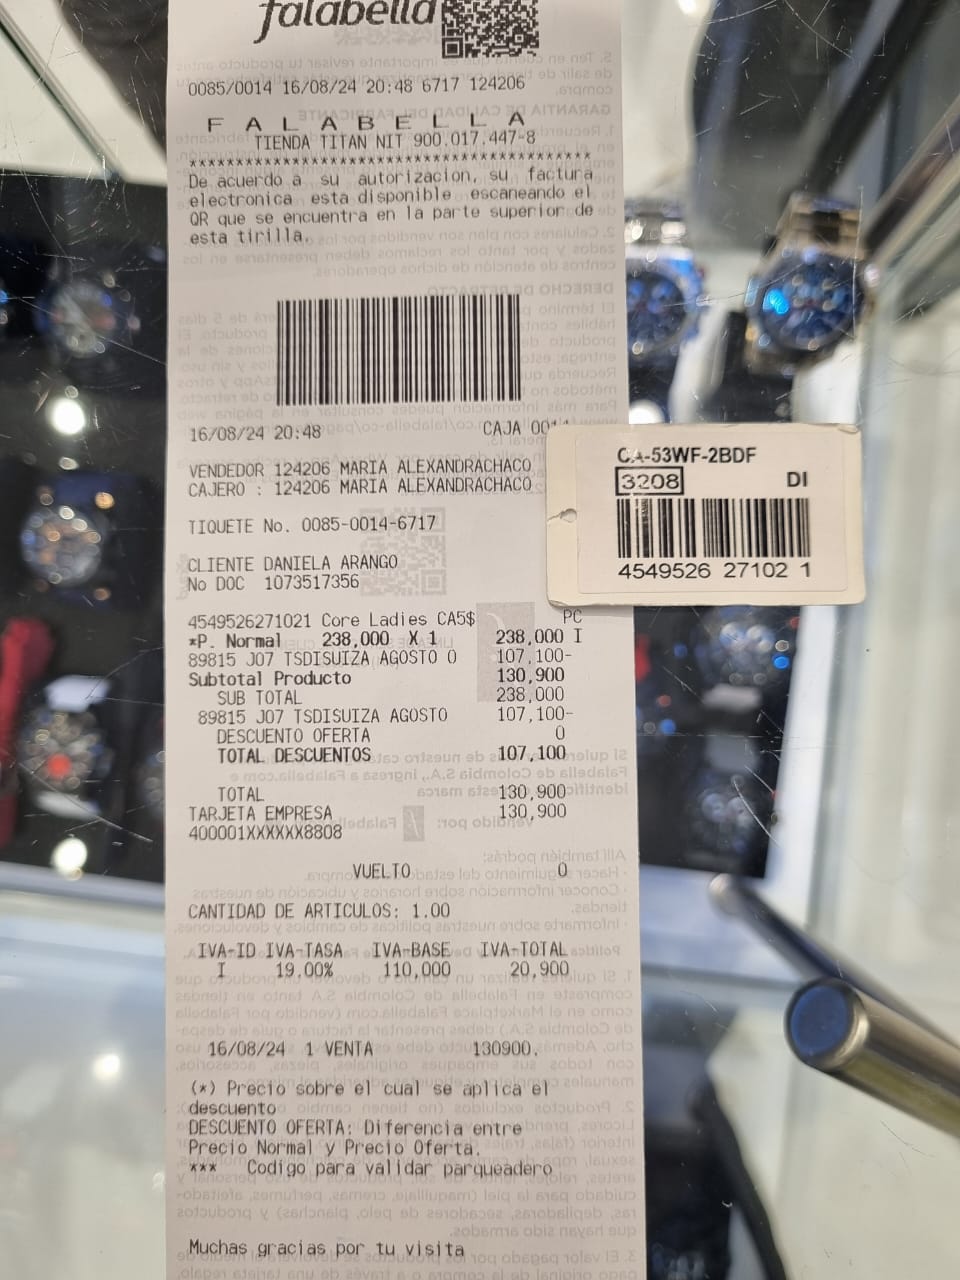 falabella
0085/0014 16/08/24 20:48 6717 124206
F A L A B E L L A
TIENDA TITAN NIT 900.017.447-8
******************************************
De acuerdo a su autorizacion, su factura
electronica esta disponible escaneando el
QR que se encuentra en la parte superior de
esta tirilla.
16/08/24 20:48 CAJA
VENDEDOR 124206 MARIA ALEXANDRACHACO
CAJERO : 124206 MARIA ALEXANDRACHACO
TIQUETE No. 0085-0014-6717
CLIENTE DANIELA ARANGO
No DOC 1073517356
4549526271021 Core Ladies CA5$ PC
*P. Normal 238,000 X 1 238,000 I
89815 J07 TSDISUIZA AGOSTO 0 107,100-
Subtotal Producto 130,900
SUB TOTAL 238,000
89815 J07 TSDISUIZA AGOSTO 107,100-
DESCUENTO OFERTA 0
TOTAL DESCUENTOS 107,100
TOTAL 130,900
TARJETA EMPRESA 130,900
400001XXXXXX8808
VUELTO 0
CANTIDAD DE ARTICULOS: 1.00
IVA-ID IVA-TASA IVA-BASE IVA-TOTAL
I 19.00% 110,000 20,900
16/08/24 1 VENTA 130900.
(*) Precio sobre el cual se aplica el
descuento
DESCUENTO OFERTA: Diferencia entre
Precio Normal y Precio Oferta.
*** Codigo para validar parqueadero
Muchas gracias por tu visita
CA-53WF-2BDF
3208 DI
4549526 27102 1